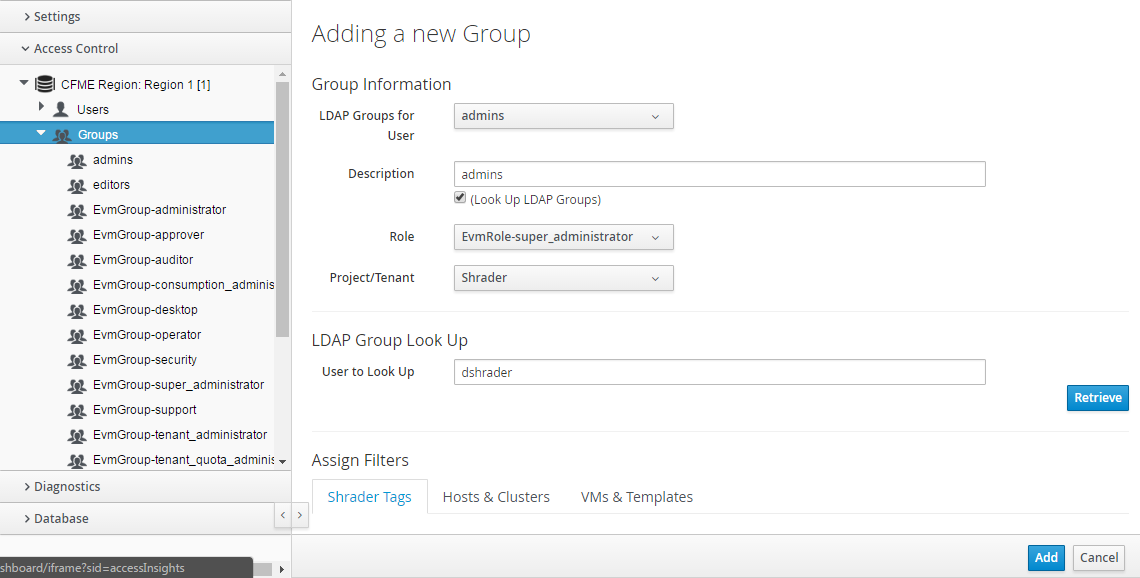 Settings
Access Control
CFME Region: Region 1 [1]
Users
Groups
admins
editors
EvmGroup-administrator
EvmGroup-approver
EvmGroup-auditor
EvmGroup-consumption_adminis
EvmGroup-desktop
EvmGroup-operator
EvmGroup-security
EvmGroup-super_administrator
EvmGroup-support
EvmGroup-tenant_administrator
EvmGroup-tenant_quota_adminis
Diagnostics
Database
shboard/iframe?sid=accessInsights
Adding a new Group
Group Information
LDAP Groups for
User
admins
Description
admins
(Look Up LDAP Groups)
Role
EvmRole-super_administrator
Project/Tenant
Shrader
LDAP Group Look Up
User to Look Up
dshrader
Retrieve
Assign Filters
Shrader Tags
Hosts & Clusters
VMs & Templates
Add
Cancel